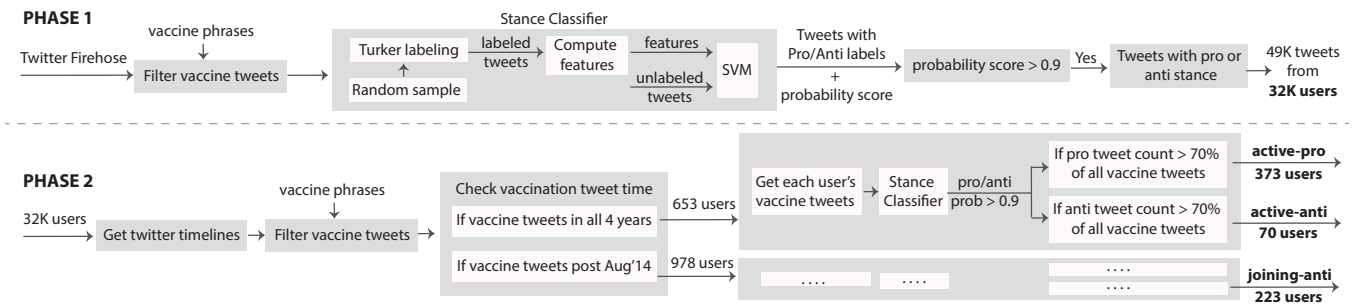 PHASE 1
Twitter Firehose
vaccine phrases
Filter vaccine tweets
Stance Classifier
Turker labeling
Random sample
labeled
tweets
Compute
features
features
unlabeled
tweets
SVM
Tweets with
Pro/Anti labels
+
probability score
probability score > 0.9
Yes
Tweets with pro or
anti stance
49K tweets
from
32K users
PHASE 2
32K users
Get twitter timelines
vaccine phrases
Filter vaccine tweets
Check vaccination tweet time
If vaccine tweets in all 4 years
If vaccine tweets post Aug'14
653 users
978 users
Get each user's
vaccine tweets
Stance
Classifier
pro/anti
prob > 0.9
If pro tweet count > 70%
of all vaccine tweets
If anti tweet count > 70%
of all vaccine tweets
active-pro
373 users
active-anti
70 users
....
....
....
....
joining-anti
223 users